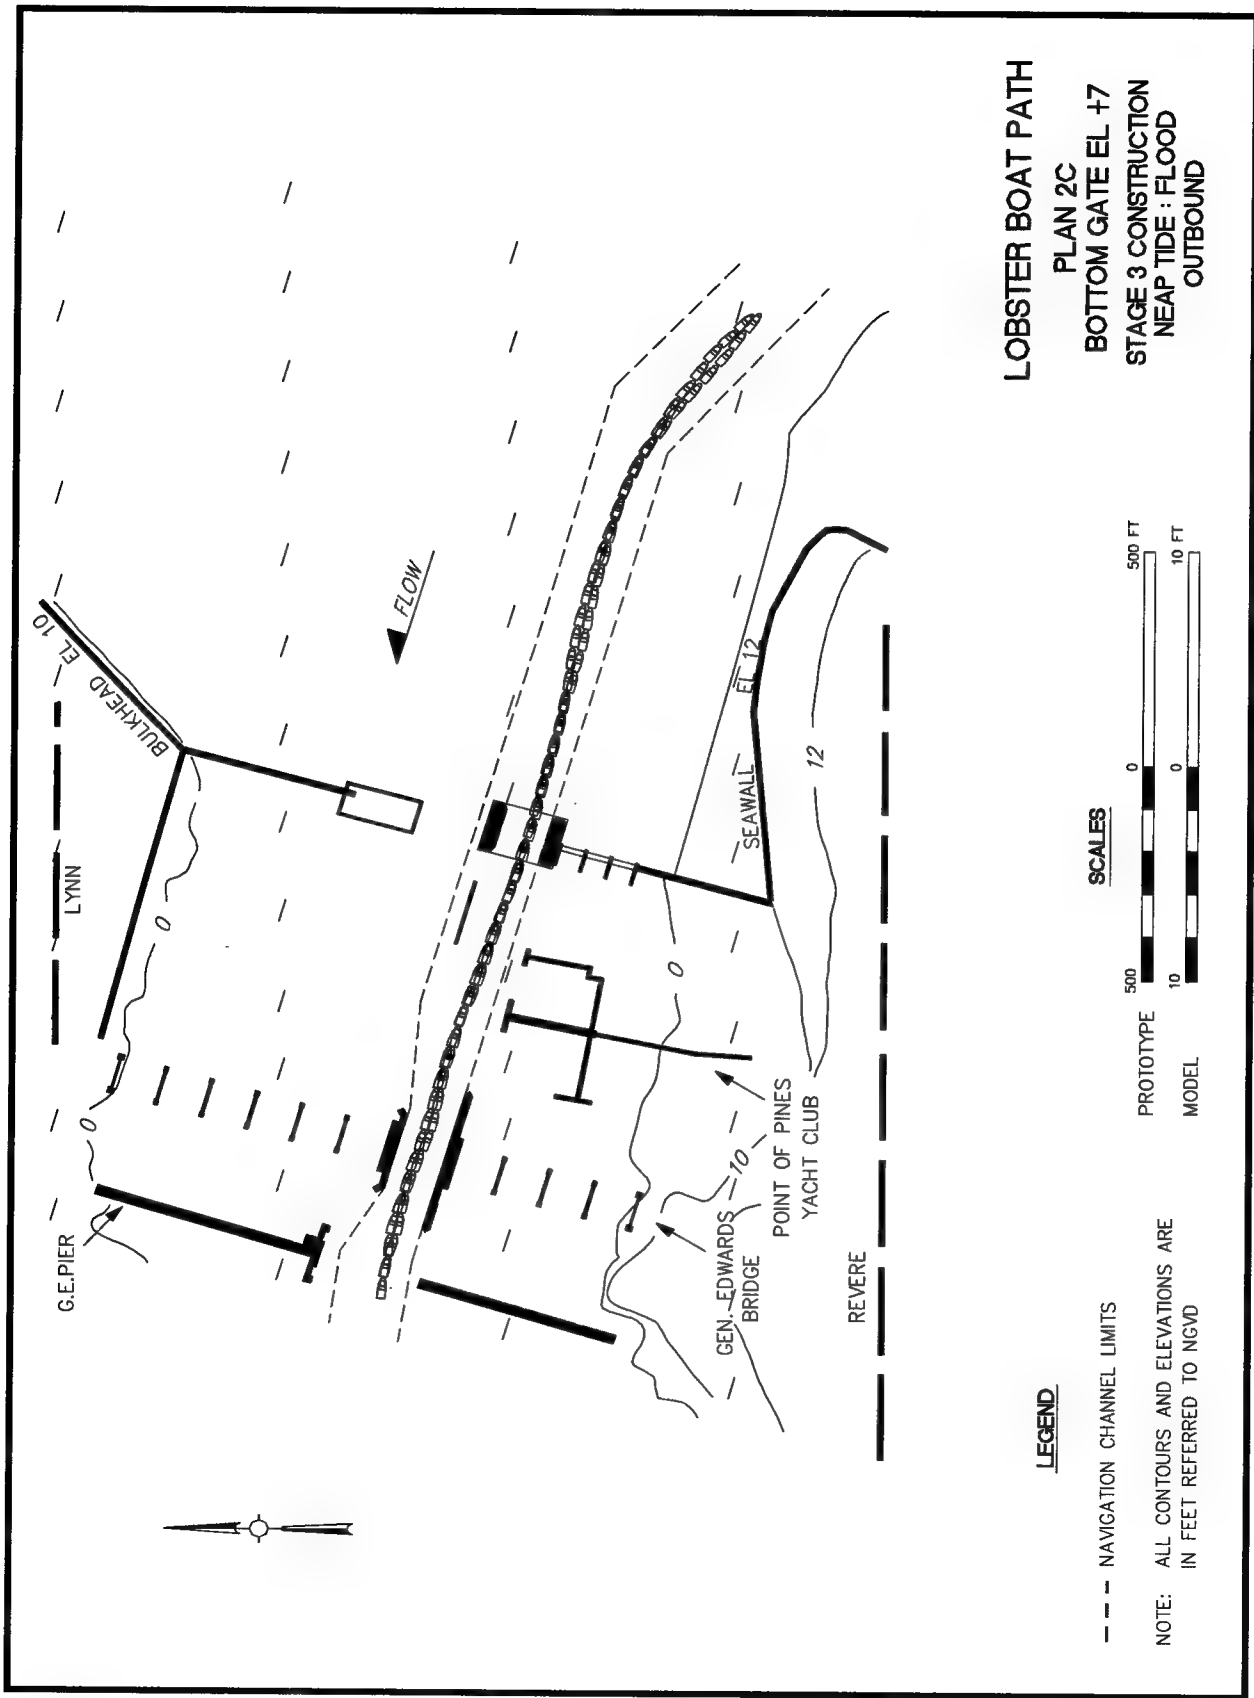 LYNN
BULKHEAD EL 10
G.E.PIER
FLOW
0
0
0
SEAWALL EL 12
12
10
GEN. EDWARDS
BRIDGE
POINT OF PINES
YACHT CLUB
REVERE
LOBSTER BOAT PATH
PLAN 2C
BOTTOM GATE EL +7
STAGE 3 CONSTRUCTION
NEAP TIDE : FLOOD
OUTBOUND
LEGEND
--- NAVIGATION CHANNEL LIMITS
NOTE: ALL CONTOURS AND ELEVATIONS ARE
IN FEET REFERRED TO NGVD
SCALES
PROTOTYPE 500 0 500 FT
MODEL 10 0 10 FT